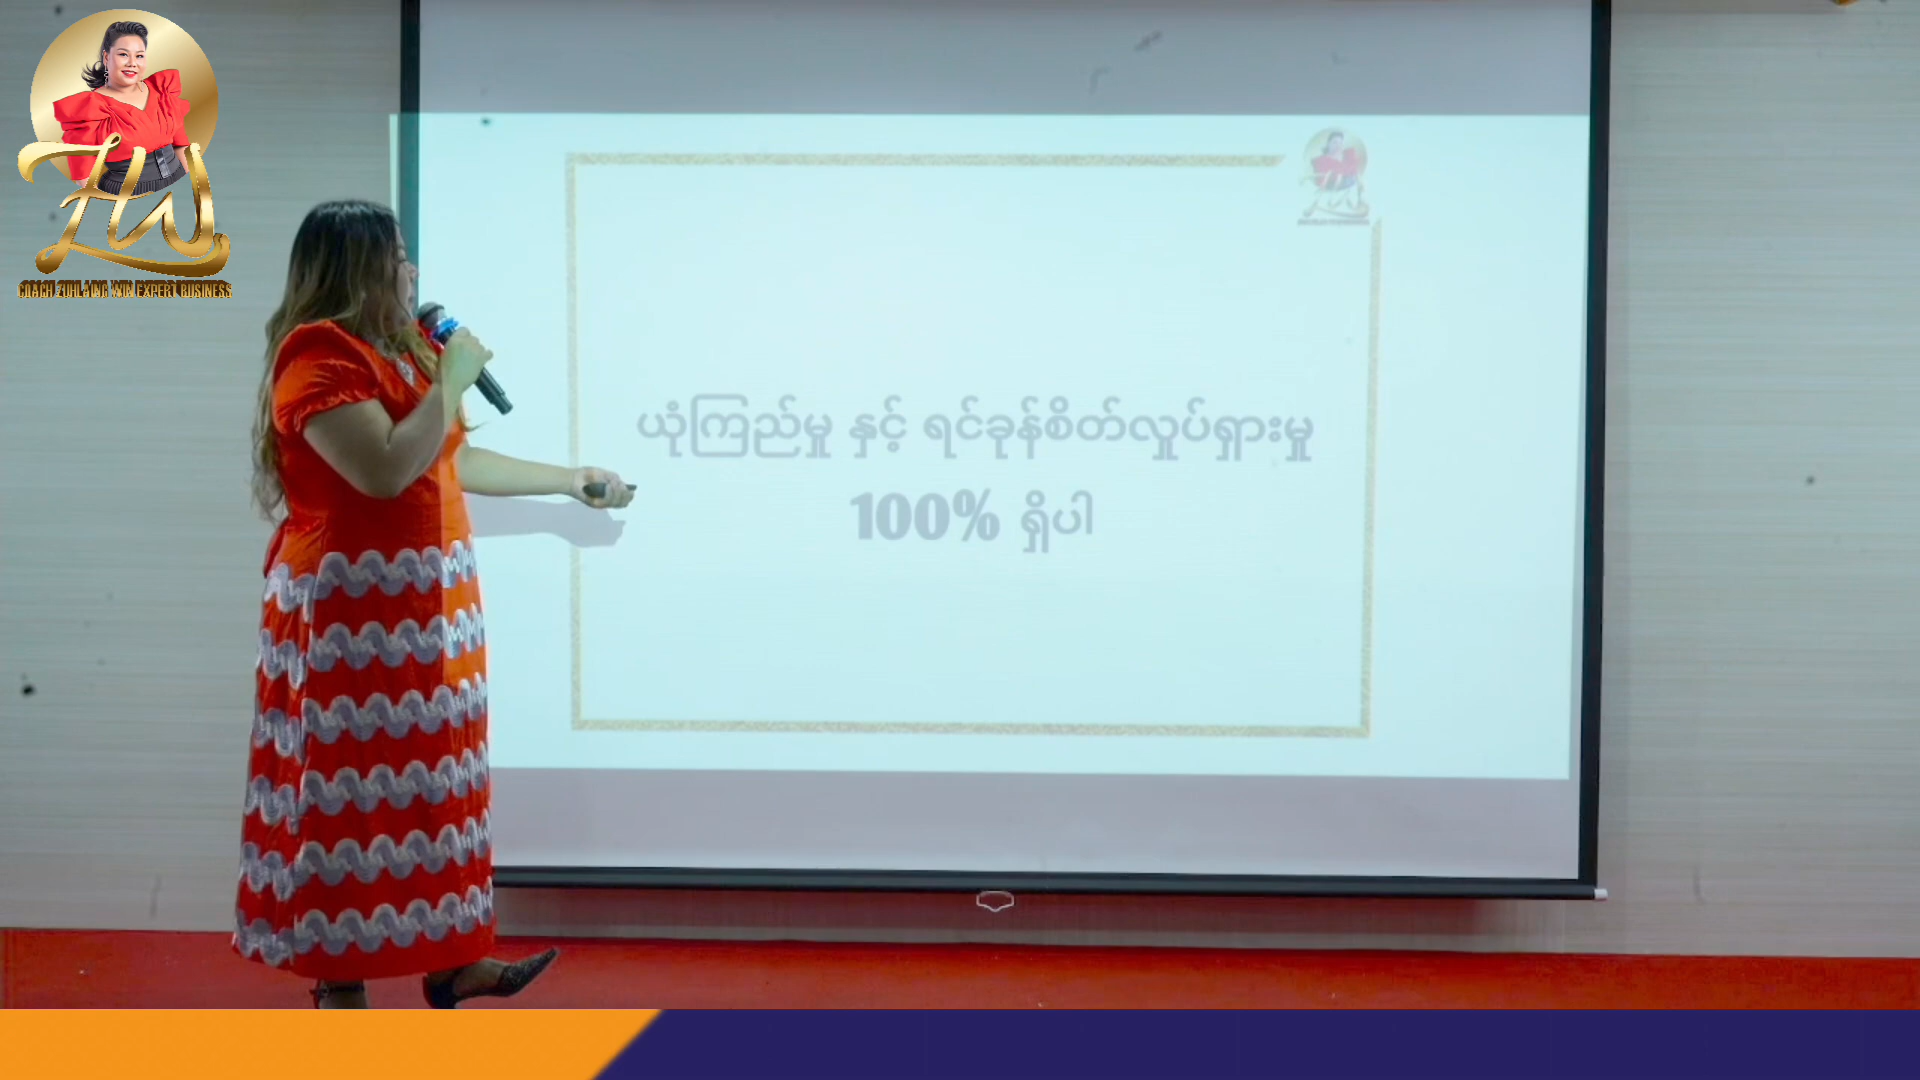 ZHW
COACH ZUHLAING WIN EXPERT BUSINESS
ယုံကြည်မှု နှင့် ရင်ခုန်စိတ်လှုပ်ရှားမှု
100% ရှိပါ